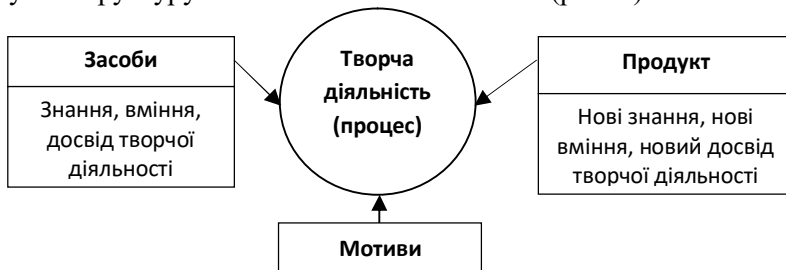 Засоби
Знання, вміння,
досвід творчої
діяльності
Творча
діяльність
(процес)
Продукт
Нові знання, нові
вміння, новий досвід
творчої діяльності
Мотиви